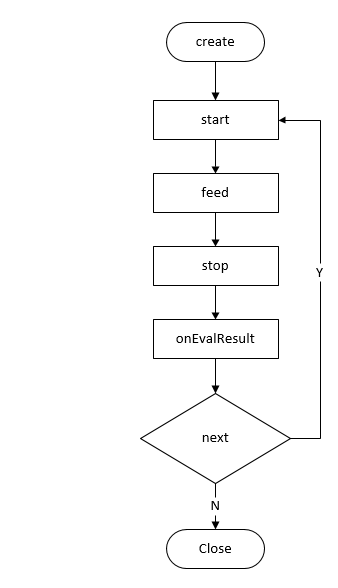 create
start
feed
stop
onEvalResult
next
Y
N
Close